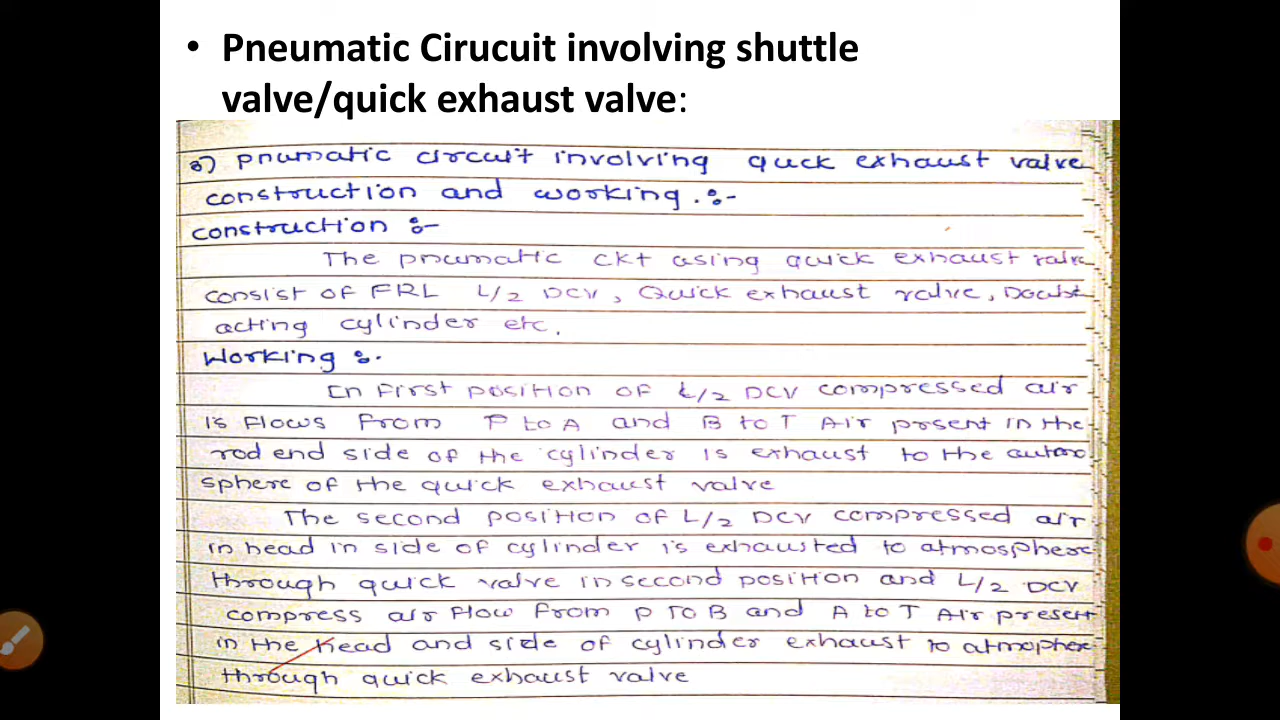 • Pneumatic Cirucuit involving shuttle
valve/quick exhaust valve:
a) pnumatic circuit involving quck exhaust valve
construction and working :-
construction :-
The pnumatic ckt using quick exhaust valve
consist of FRL 4/2 DCV, Quick exhaust valve, Doubt
acting cylinder etc.
Working :-
In First position of 4/2 DCV compressed air
is flows from P to A and B to T Air prsent in the
rod end side of the cylinder is exhaust to the
sphere of the quick exhaust valve
The second position of 4/2 DCV compressed air
in head in side of cylinder is exhausted to atmosphere
through quick valve in second position and 4/2 DCV
compress air flow from P TO B and A to T Air present
in the head and side of cylinder exhaust to atmophere
through quick exhaust valve